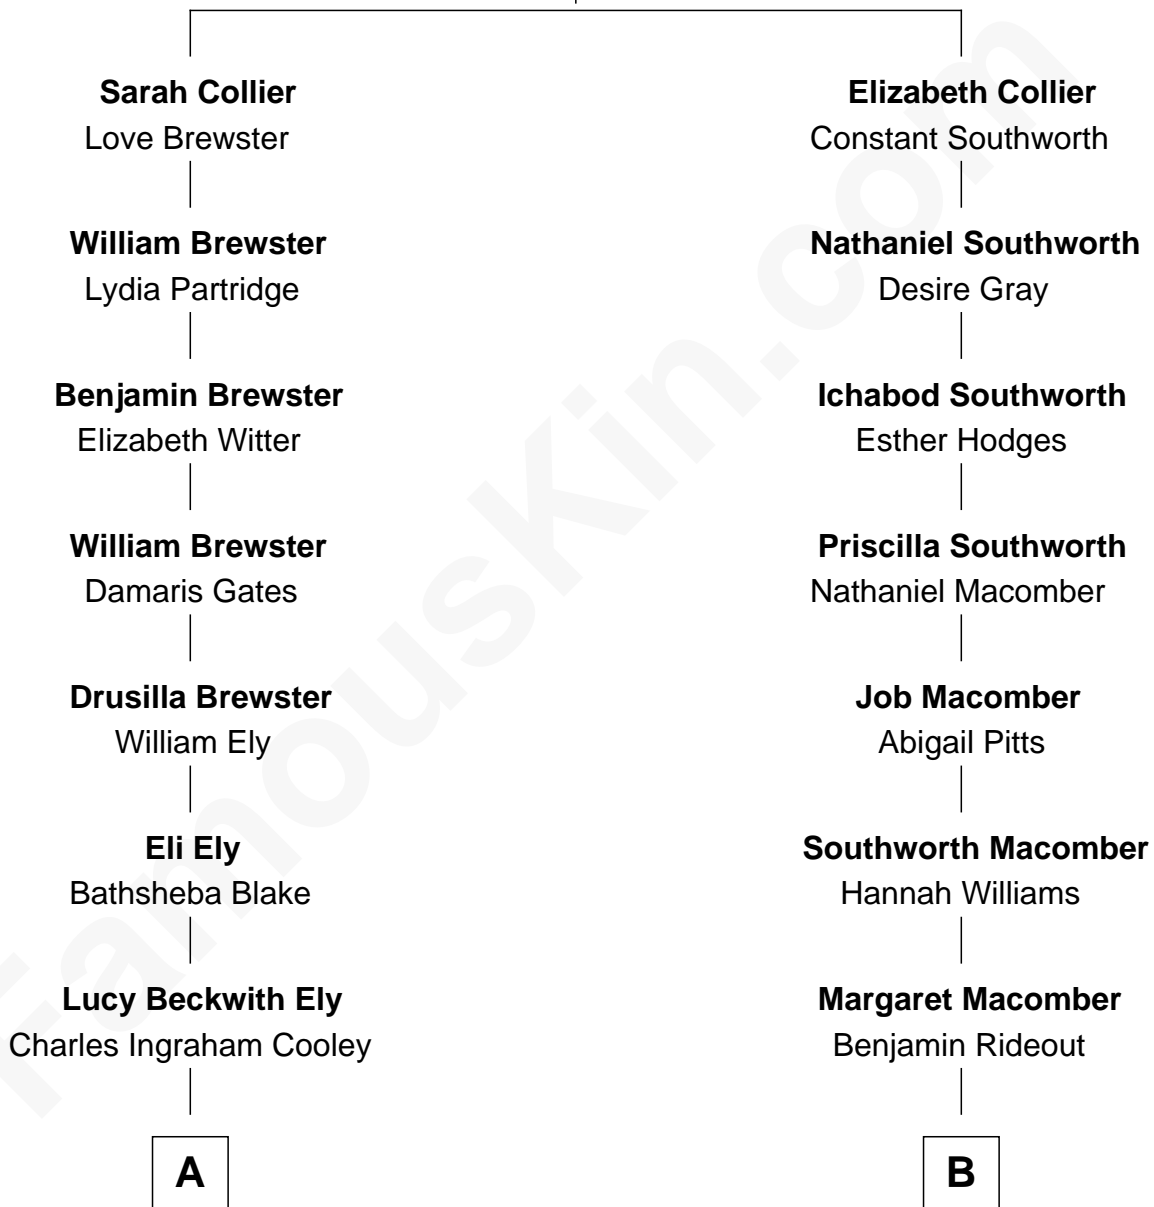 Sarah Collier
Love Brewster
William Brewster
Lydia Partridge
Benjamin Brewster
Elizabeth Witter
William Brewster
Damaris Gates
Drusilla Brewster
William Ely
Eli Ely
Bathsheba Blake
Lucy Beckwith Ely
Charles Ingraham Cooley
A
Elizabeth Collier
Constant Southworth
Nathaniel Southworth
Desire Gray
Ichabod Southworth
Esther Hodges
Priscilla Southworth
Nathaniel Macomber
Job Macomber
Abigail Pitts
Southworth Macomber
Hannah Williams
Margaret Macomber
Benjamin Rideout
B
FamousKin.com